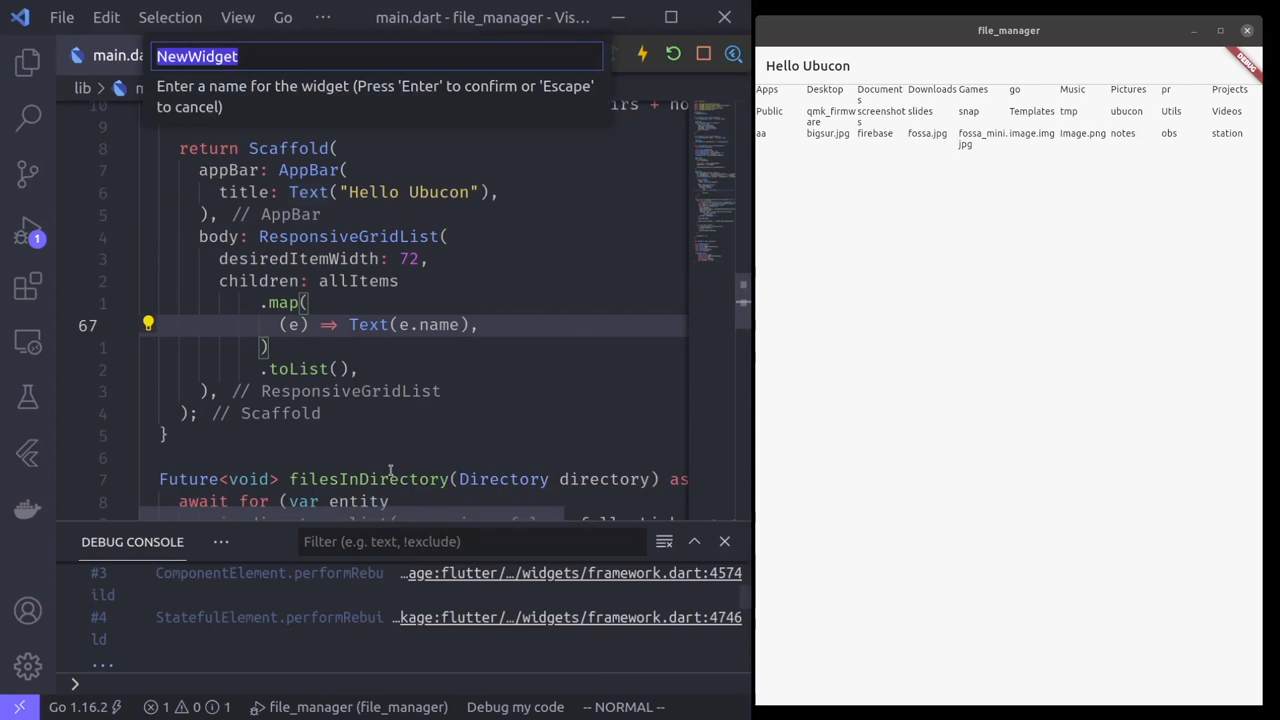 File Edit Selection View Go ··· main.dart - file_manager - Vis...
main.da
NewWidget
Enter a name for the widget (Press 'Enter' to confirm or 'Escape' to cancel)
lib
10
irs + no
8 return Scaffold(
7 appBar: AppBar(
6 title: Text("Hello Ubucon"),
5 ), // AppBar
4 body: ResponsiveGridList(
3 desiredItemWidth: 72,
2 children: allItems
1 .map(
67 (e) => Text(e.name),
1 )
2 .toList(),
3 ), // ResponsiveGridList
4 ); // Scaffold
5 }
6
7 Future<void> filesInDirectory(Directory directory) as
8 await for (var entity
1
DEBUG CONSOLE ··· Filter (e.g. text, !exclude)
#3 ComponentElement.performRebu …age:flutter/…/widgets/framework.dart:4574
ild
#4 StatefulElement.performRebui …kage:flutter/…/widgets/framework.dart:4746
ld
...
>
Go 1.16.2 1 0 1 file_manager (file_manager) Debug my code -- NORMAL --
file_manager
Hello Ubucon
DEBUG
Apps Desktop Documents Downloads Games go Music Pictures pr Projects
Public qmk_firmware screenshots slides snap Templates tmp ubucon Utils Videos
aa bigsur.jpg firebase fossa.jpg fossa_mini.jpg image.img Image.png notes obs station